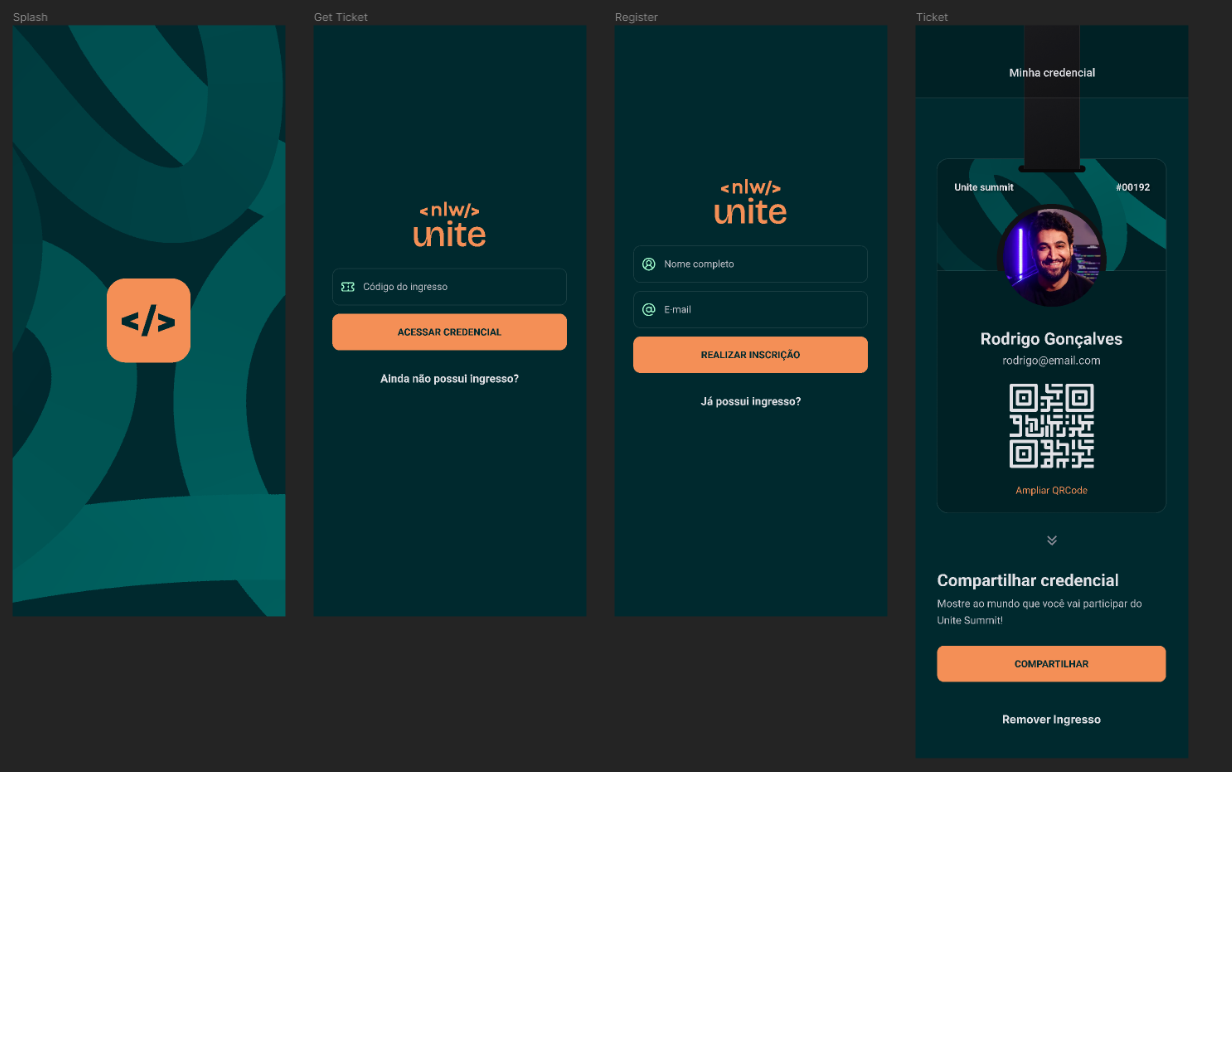 Splash
</>
Get Ticket
<nlw/>
unite
Código do ingresso
ACESSAR CREDENCIAL
Ainda não possui ingresso?
Register
<nlw/>
unite
Nome completo
E-mail
REALIZAR INSCRIÇÃO
Já possui ingresso?
Ticket
Minha credencial
Unite summit
#00192
Rodrigo Gonçalves
rodrigo@email.com
Ampliar QRCode
Compartilhar credencial
Mostre ao mundo que você vai participar do
Unite Summit!
COMPARTILHAR
Remover Ingresso